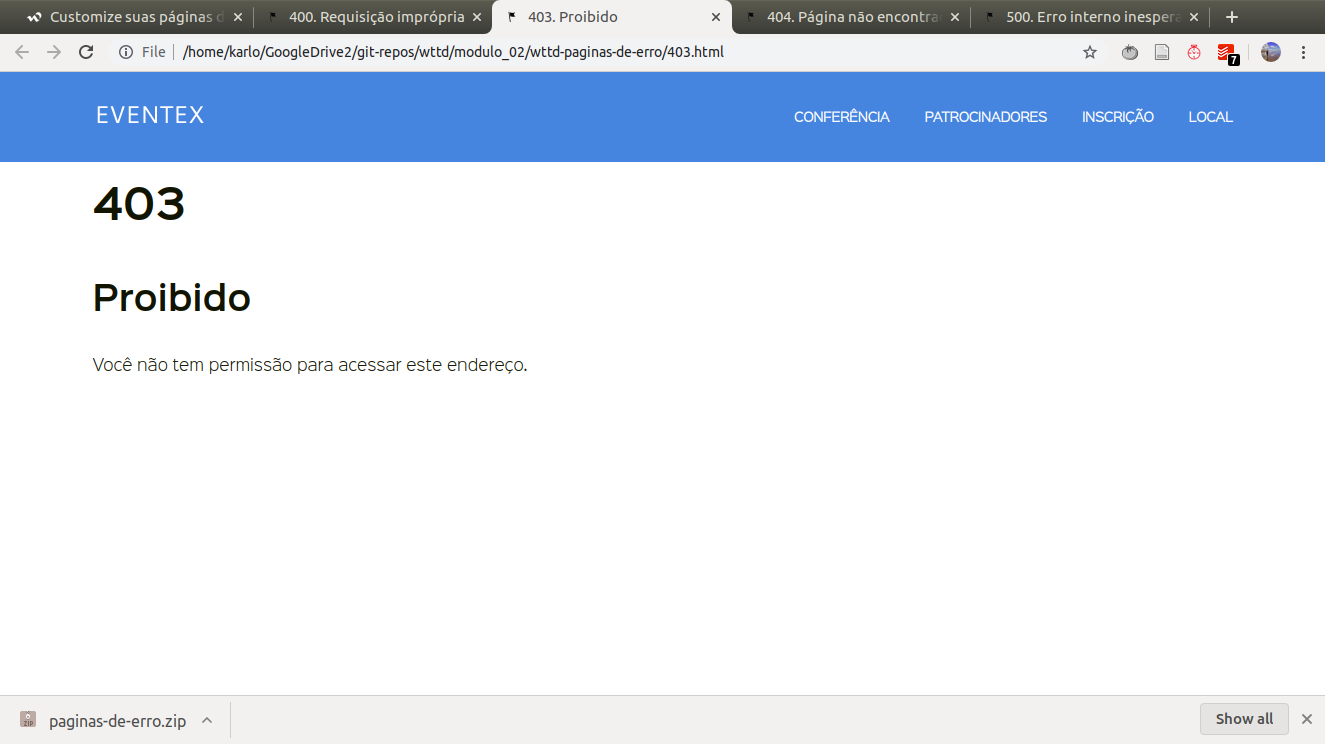 Customize suas páginas d
400. Requisição imprópria
403. Proibido
404. Página não encontra
500. Erro interno inespera
File
/home/karlo/GoogleDrive2/git-repos/wttd/modulo_02/wttd-paginas-de-erro/403.html
7
EVENTEX
CONFERÊNCIA
PATROCINADORES
INSCRIÇÃO
LOCAL
403
Proibido
Você não tem permissão para acessar este endereço.
ZIP
paginas-de-erro.zip
Show all